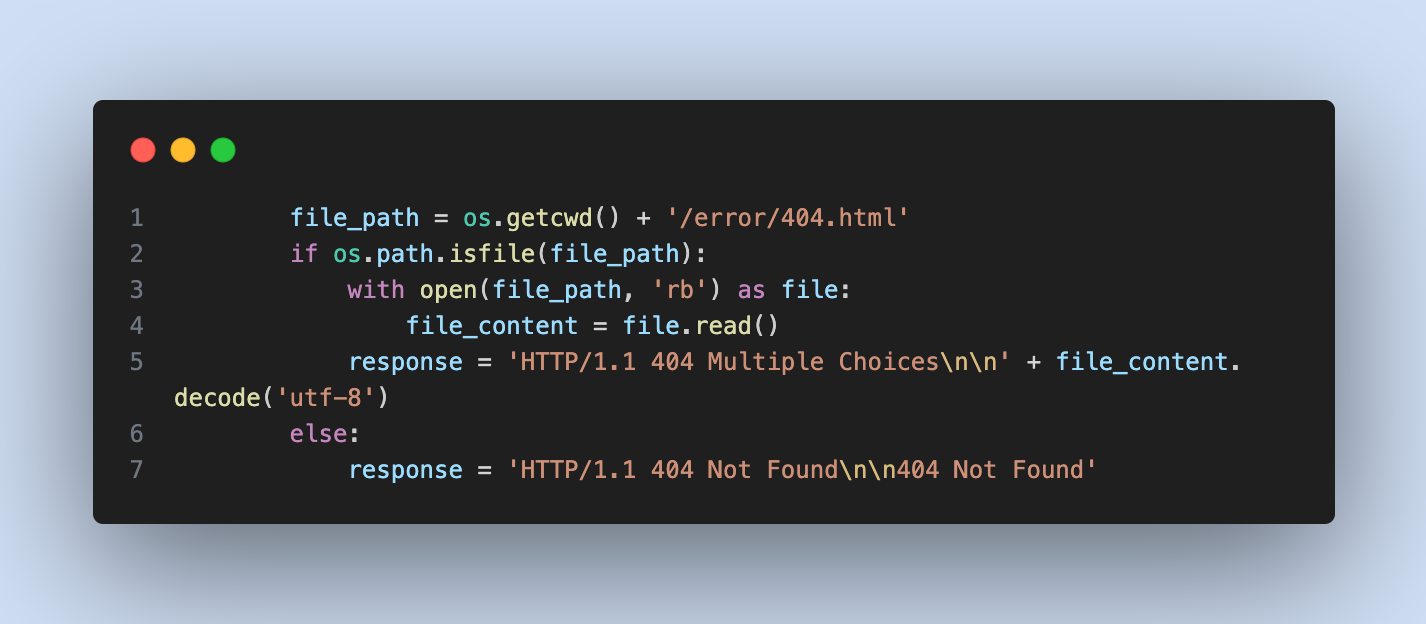 1        file_path = os.getcwd() + '/error/404.html'
2        if os.path.isfile(file_path):
3            with open(file_path, 'rb') as file:
4                file_content = file.read()
5            response = 'HTTP/1.1 404 Multiple Choices\n\n' + file_content.
decode('utf-8')
6        else:
7            response = 'HTTP/1.1 404 Not Found\n\n404 Not Found'